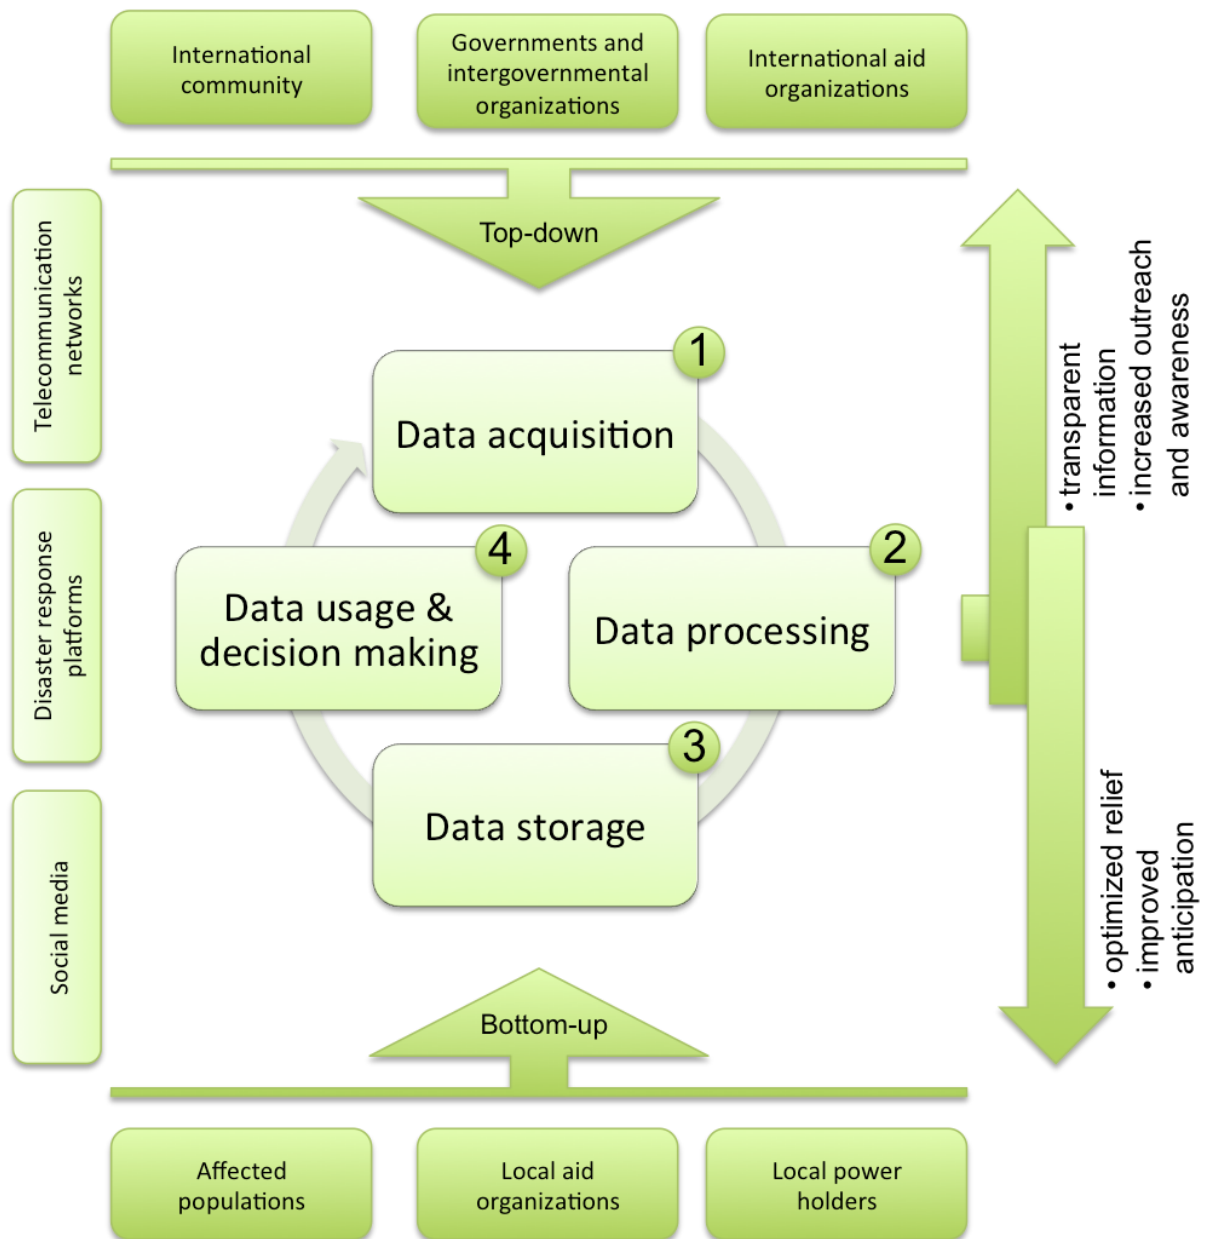 International
community
Governments and
intergovernmental
organizations
International aid
organizations
Top-down
Telecommunication
networks
Disaster response
platforms
Social media
1
Data acquisition
2
Data processing
3
Data storage
4
Data usage &
decision making
• transparent
information
• increased outreach
and awareness
• optimized relief
• improved
anticipation
Bottom-up
Affected
populations
Local aid
organizations
Local power
holders